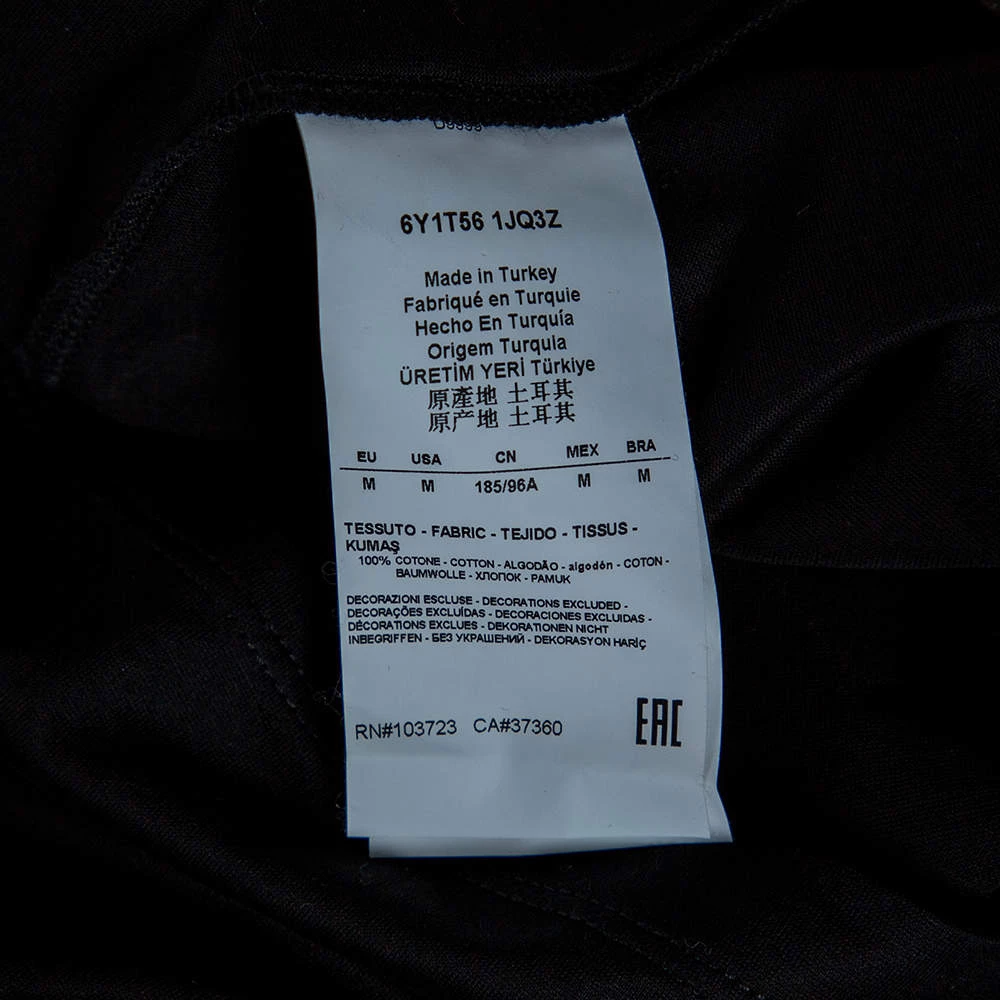 6Y1T56 1JQ3Z
Made in Turkey
Fabriqué en Turquie
Hecho En Turquía
Origem Turquia
ÜRETİM YERİ Türkiye
原產地 土耳其
原产地 土耳其
EU USA CN MEX BRA
M M 185/96A M M
TESSUTO - FABRIC - TEJIDO - TISSUS -
KUMAŞ
100% COTONE - COTTON - ALGODÃO - algodón - COTON -
BAUMWOLLE - ХЛОПОК - PAMUK
DECORAZIONI ESCLUSE - DECORATIONS EXCLUDED -
DECORAÇÕES EXCLUÍDAS - DECORACIONES EXCLUIDAS -
DÉCORATIONS EXCLUES - DEKORATIONEN NICHT
INBEGRIFFEN - БЕЗ УКРАШЕНИЙ - DEKORASYON HARİÇ
RN#103723 CA#37360
EAC